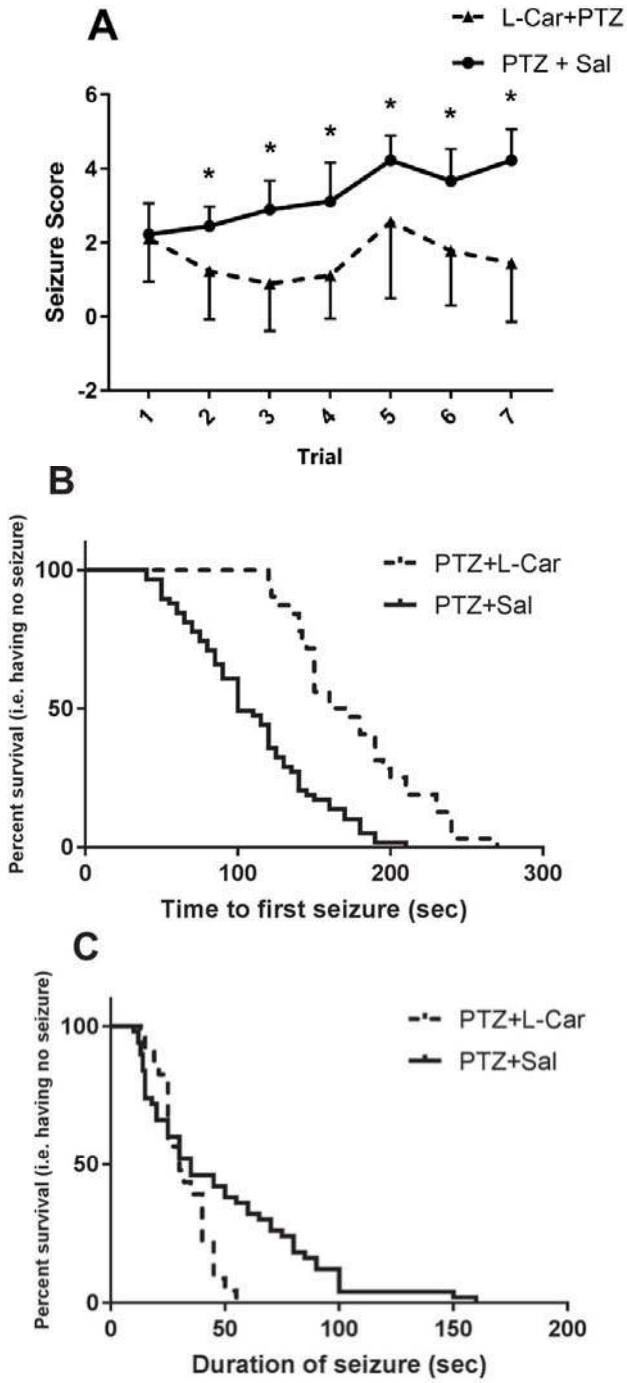 A
L-Car+PTZ
PTZ + Sal
* * * * * *
Seizure Score
6
4
2
0
-2
1 2 3 4 5 6 7
Trial
B
Percent survival (i.e. having no seizure)
PTZ+L-Car
PTZ+Sal
100
50
0
0 100 200 300
Time to first seizure (sec)
C
Percent survival (i.e. having no seizure)
PTZ+L-Car
PTZ+Sal
100
50
0
0 50 100 150 200
Duration of seizure (sec)